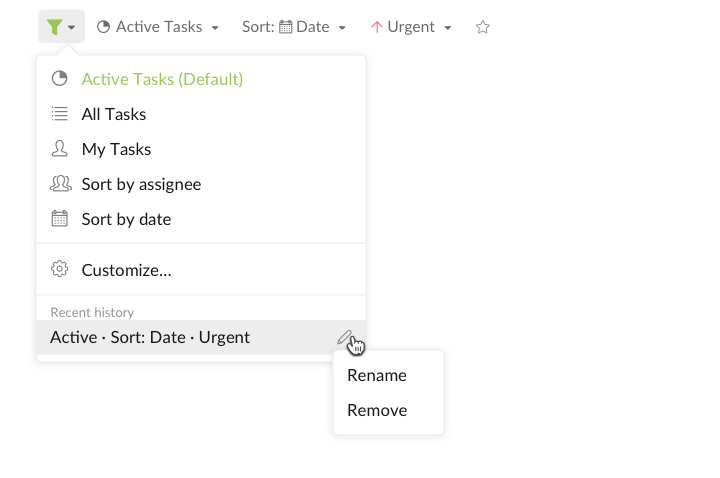 Active Tasks Sort: Date Urgent
Active Tasks (Default)
All Tasks
My Tasks
Sort by assignee
Sort by date
Customize...
Recent history
Active · Sort: Date · Urgent
Rename
Remove